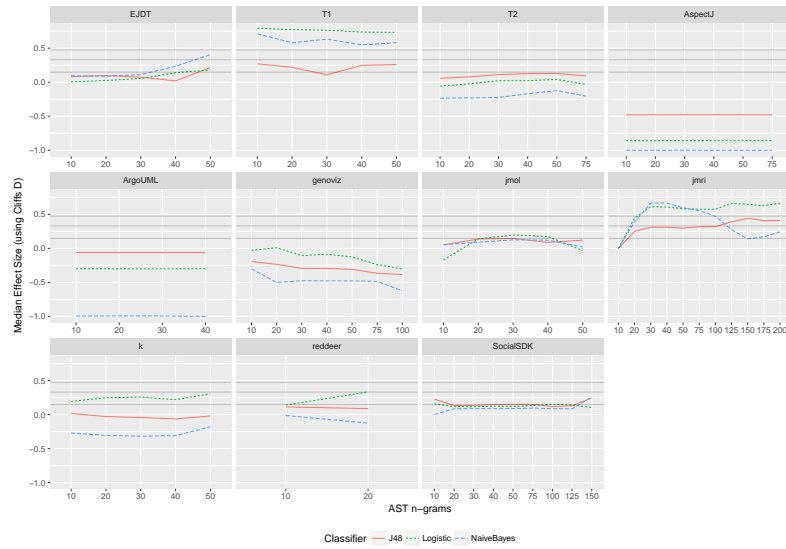 EJDT T1 T2 AspectJ
0.5
0.0
−0.5
−1.0
10 20 30 40 50 10 20 30 40 50 10 20 30 40 50 75 10 20 30 40 50 75
ArgoUML genoviz jmol jmri
0.5
0.0
−0.5
−1.0
10 20 30 40 10 20 30 40 50 75 100 10 20 30 40 50 10 20 30 40 50 75 100 125 150 175 200
k reddeer SocialSDK
0.5
0.0
−0.5
−1.0
10 20 30 40 50 10 20 10 20 30 40 50 75 100 125 150
Median Effect Size (using Cliffs D)
AST n−grams
Classifier J48 Logistic NaiveBayes